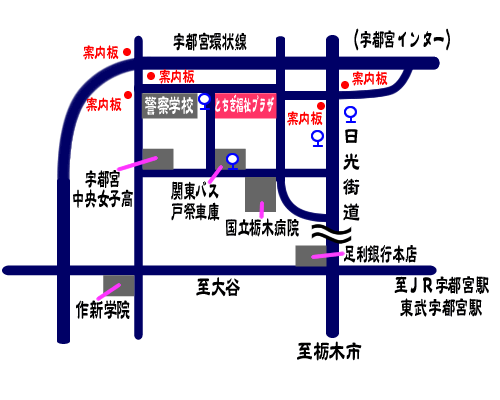 宇都宮環状線
(宇都宮インター)
案内板
案内板
案内板
案内板
案内板
警察学校
とちぎ福祉プラザ
日光街道
宇都宮
中央女子高
関東バス
戸祭車庫
国立栃木病院
足利銀行本店
作新学院
至大谷
至JR宇都宮駅
東武宇都宮駅
至栃木市